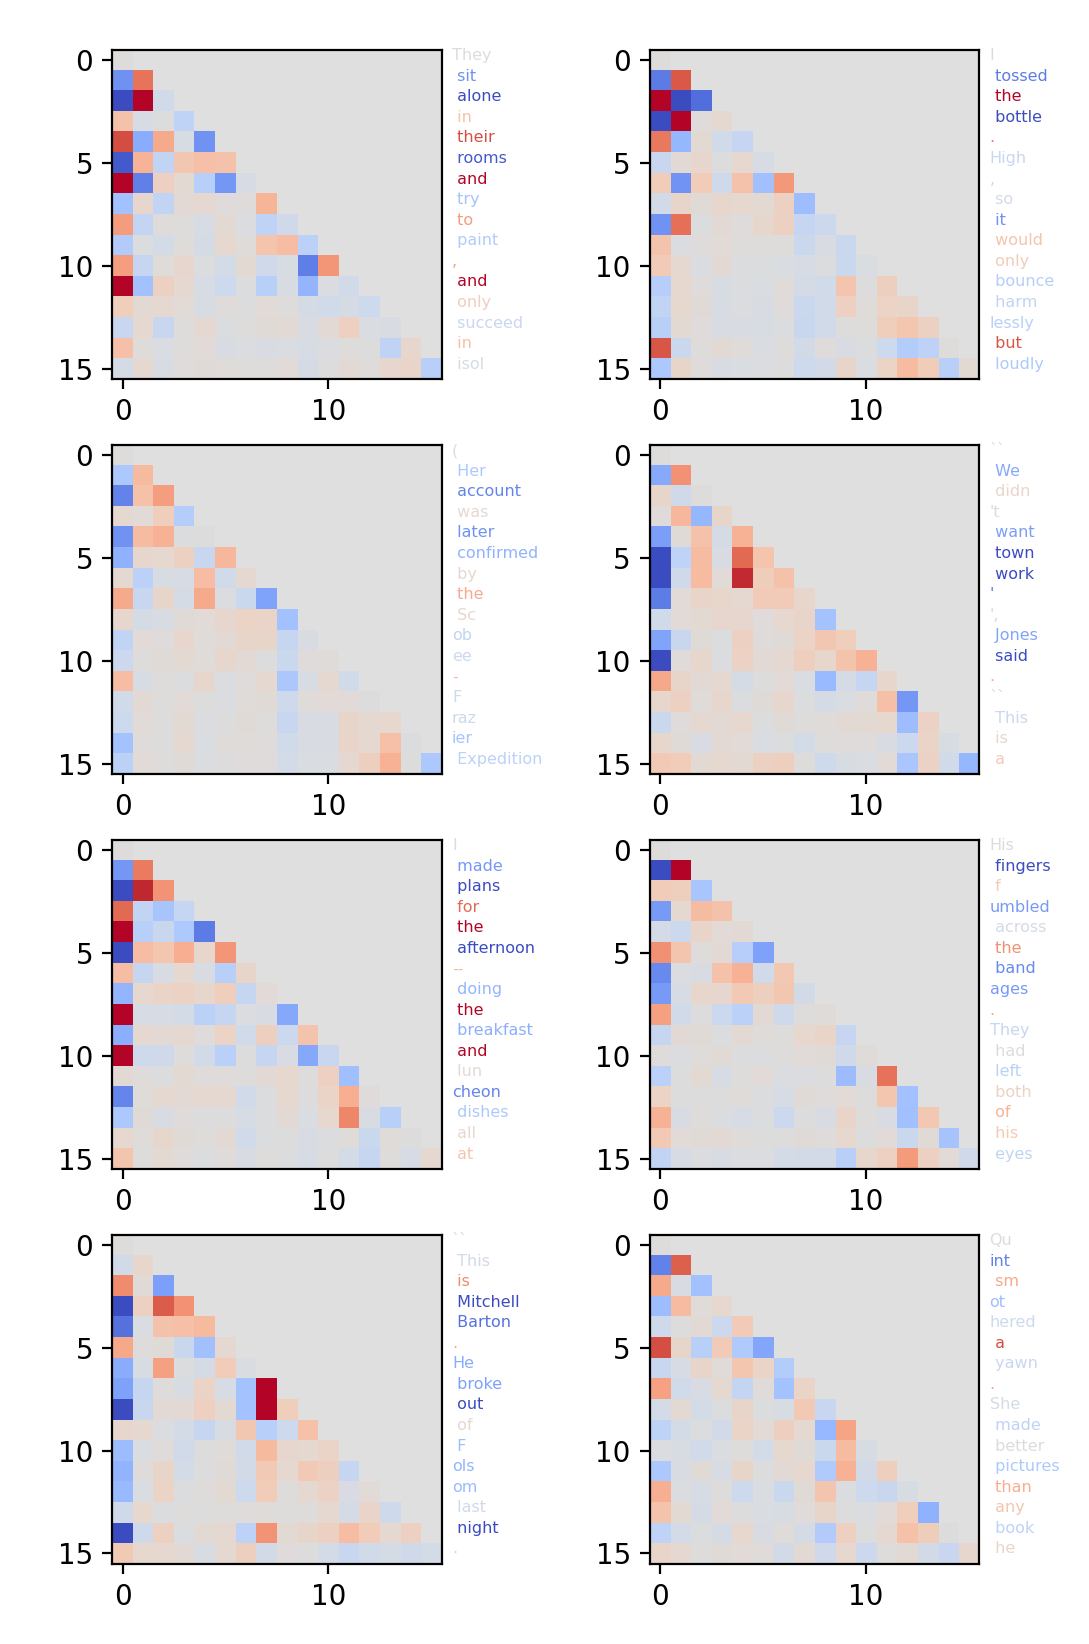 0
5
10
15
0
10
They
sit
alone
in
their
rooms
and
try
to
paint
,
and
only
succeed
in
isol
0
5
10
15
0
10
I
tossed
the
bottle
.
High
,
so
it
would
only
bounce
harm
lessly
but
loudly
0
5
10
15
0
10
(
Her
account
was
later
confirmed
by
the
Sc
ob
ee
-
F
raz
ier
Expedition
0
5
10
15
0
10
``
We
didn
't
want
town
work
'
',
Jones
said
.
``
This
is
a
0
5
10
15
0
10
I
made
plans
for
the
afternoon
--
doing
the
breakfast
and
lun
cheon
dishes
all
at
0
5
10
15
0
10
His
fingers
f
umbled
across
the
band
ages
.
They
had
left
both
of
his
eyes
0
5
10
15
0
10
``
This
is
Mitchell
Barton
.
He
broke
out
of
F
ols
om
last
night
.
0
5
10
15
0
10
Qu
int
sm
ot
hered
a
yawn
.
She
made
better
pictures
than
any
book
he